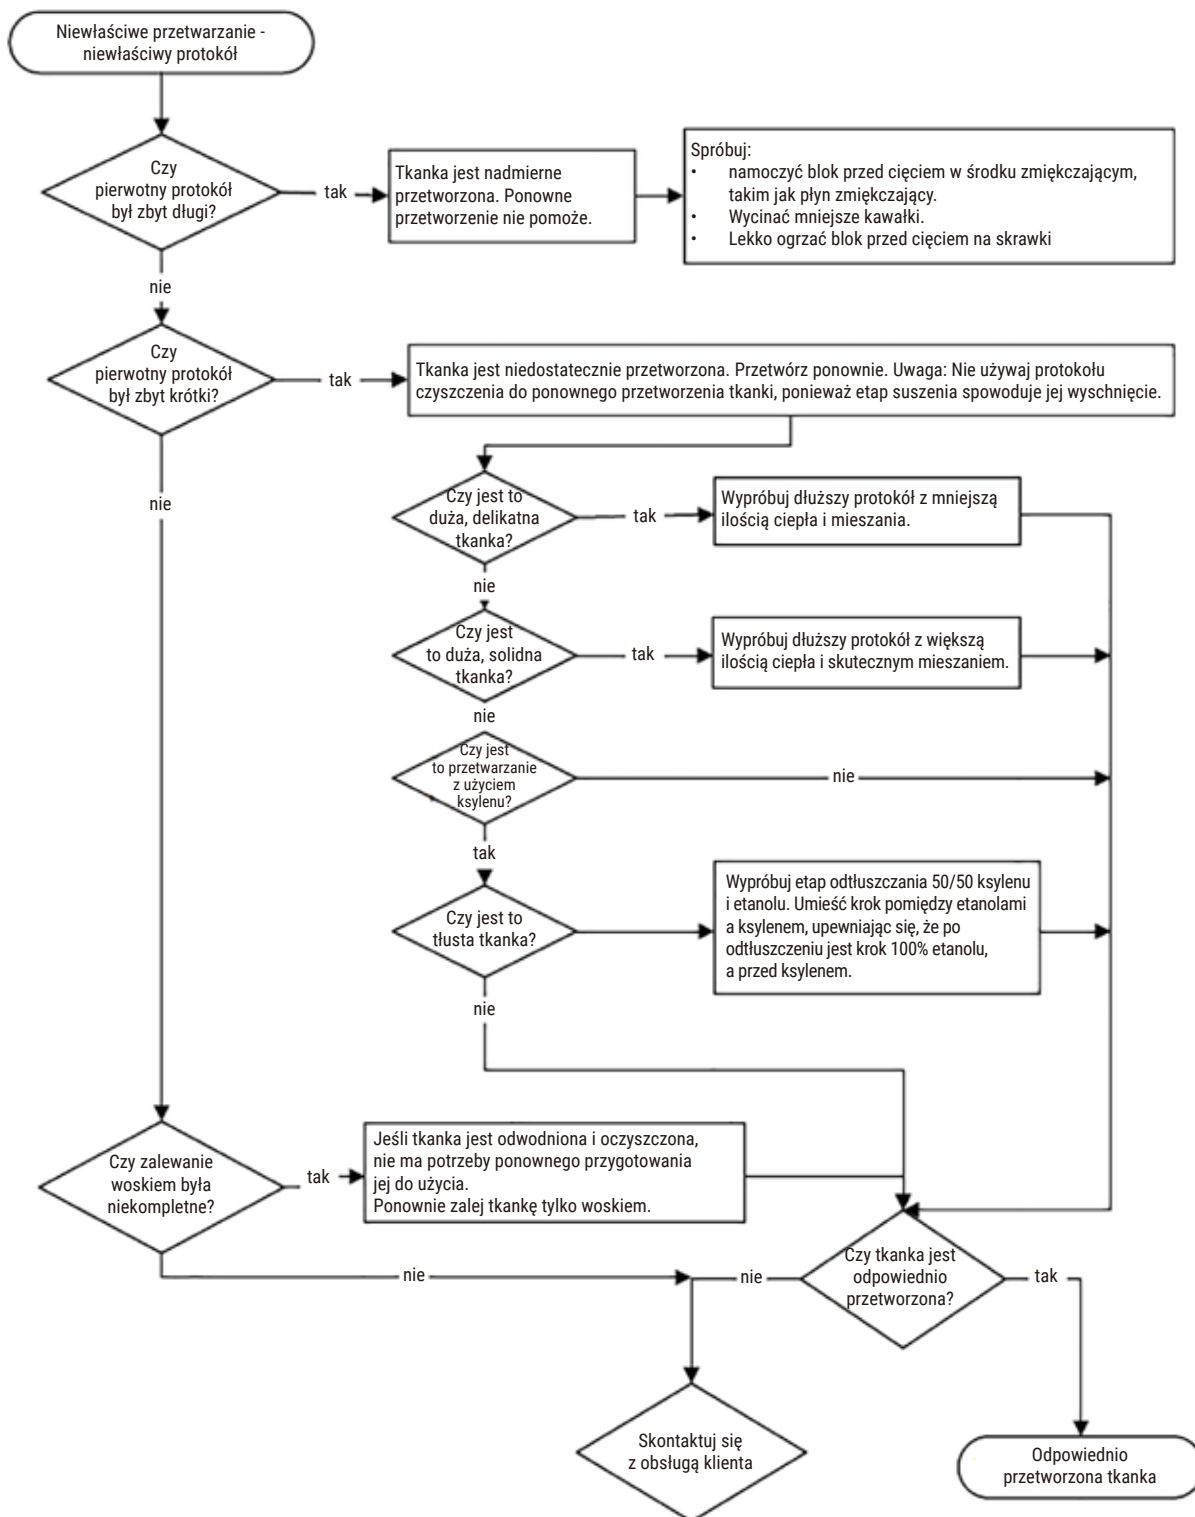 Niewłaściwe przetwarzanie -
niewłaściwy protokół
Czy
pierwotny protokół
był zbyt długi?
tak
Tkanka jest nadmierne
przetworzona. Ponowne
przetworzenie nie pomoże.
Spróbuj:
• namoczyć blok przed cięciem w środku zmiękczającym,
takim jak płyn zmiękczający.
• Wycinać mniejsze kawałki.
• Lekko ogrzać blok przed cięciem na skrawki
nie
Czy
pierwotny protokół
był zbyt krótki?
tak
Tkanka jest niedostatecznie przetworzona. Przetwórz ponownie. Uwaga: Nie używaj protokołu
czyszczenia do ponownego przetworzenia tkanki, ponieważ etap suszenia spowoduje jej wyschnięcie.
nie
Czy jest to
duża, delikatna
tkanka?
tak
Wypróbuj dłuższy protokół z mniejszą
ilością ciepła i mieszania.
nie
Czy jest
to duża, solidna
tkanka?
tak
Wypróbuj dłuższy protokół z większą
ilością ciepła i skutecznym mieszaniem.
nie
Czy jest
to przetwarzanie
z użyciem
ksylenu?
nie
tak
Czy jest to
tłusta tkanka?
Wypróbuj etap odtłuszczania 50/50 ksylenu
i etanolu. Umieść krok pomiędzy etanolami
a ksylenem, upewniając się, że po
odtłuszczeniu jest krok 100% etanolu,
a przed ksylenem.
nie
Czy zalewanie
woskiem była
niekompletne?
tak
Jeśli tkanka jest odwodniona i oczyszczona,
nie ma potrzeby ponownego przygotowania
jej do użycia.
Ponownie zalej tkankę tylko woskiem.
nie
Czy tkanka jest
odpowiednio
przetworzona?
nie
tak
Skontaktuj się
z obsługą klienta
Odpowiednio
przetworzona tkanka